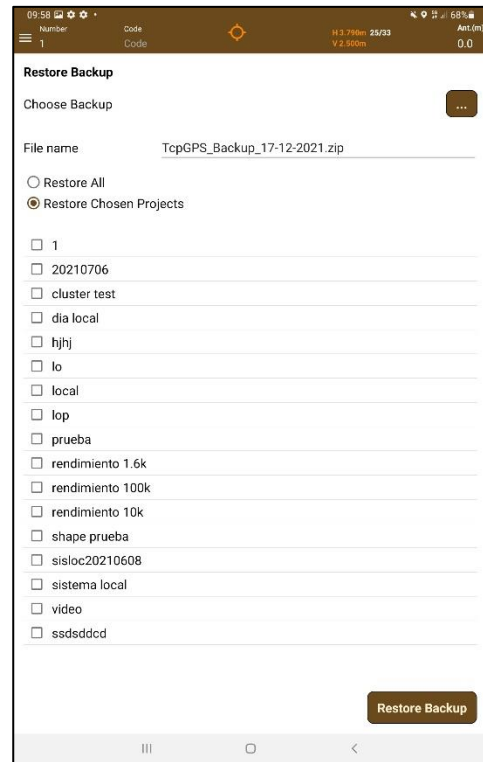 09:58 68%
Number Code H 3.790m 25/33 Ant.(m)
1 Code V 2.500m 0.0
Restore Backup
Choose Backup ...
File name TcpGPS_Backup_17-12-2021.zip
Restore All
Restore Chosen Projects
1
20210706
cluster test
dia local
hjhj
lo
local
lop
prueba
rendimiento 1.6k
rendimiento 100k
rendimiento 10k
shape prueba
sisloc20210608
sistema local
video
ssdsddcd
Restore Backup